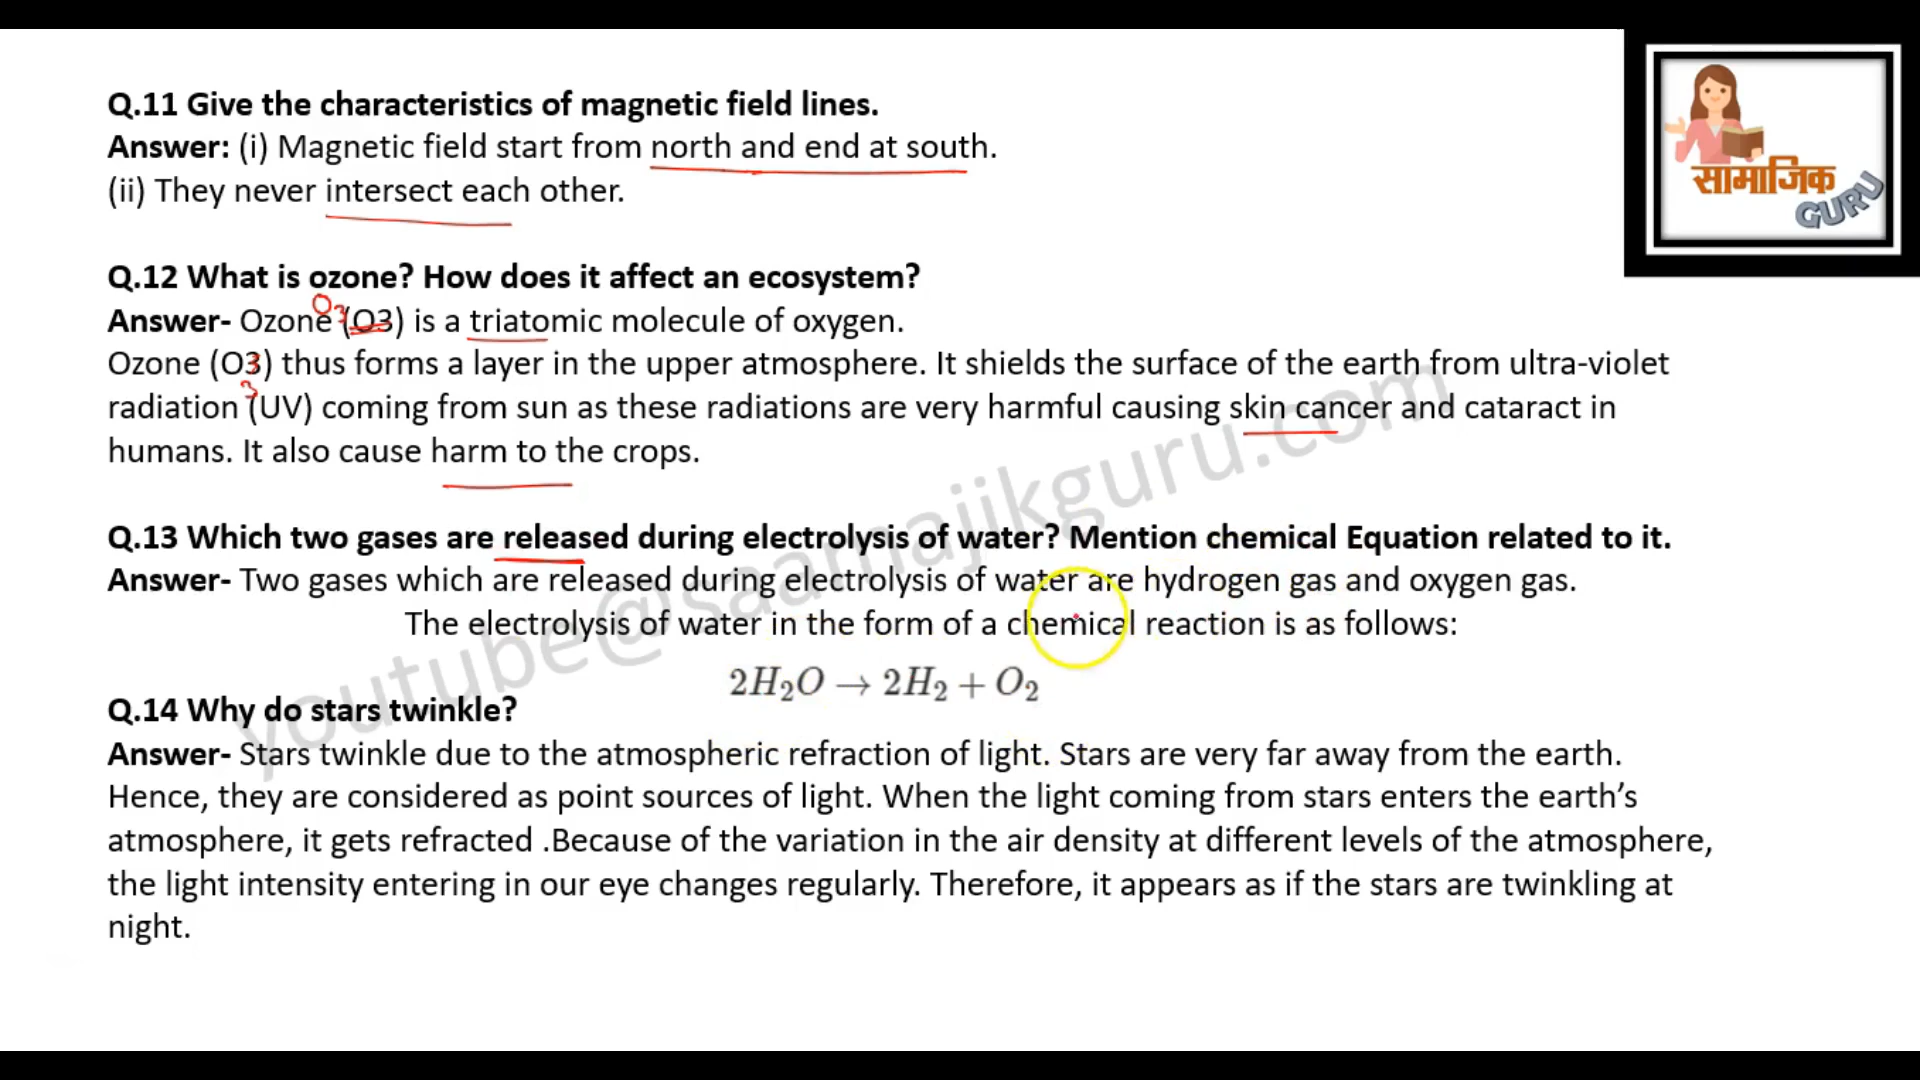 Q.11 Give the characteristics of magnetic field lines.
Answer: (i) Magnetic field start from north and end at south.
(ii) They never intersect each other.
सामाजिक
GURU
Q.12 What is ozone? How does it affect an ecosystem?
O3
Answer- Ozone (O3) is a triatomic molecule of oxygen.
Ozone (O3) thus forms a layer in the upper atmosphere. It shields the surface of the earth from ultra-violet
3
radiation (UV) coming from sun as these radiations are very harmful causing skin cancer and cataract in
humans. It also cause harm to the crops.
Q.13 Which two gases are released during electrolysis of water? Mention chemical Equation related to it.
Answer- Two gases which are released during electrolysis of water are hydrogen gas and oxygen gas.
The electrolysis of water in the form of a chemical reaction is as follows:
2H₂O → 2H₂ + O₂
Q.14 Why do stars twinkle?
Answer- Stars twinkle due to the atmospheric refraction of light. Stars are very far away from the earth.
Hence, they are considered as point sources of light. When the light coming from stars enters the earth’s
atmosphere, it gets refracted .Because of the variation in the air density at different levels of the atmosphere,
the light intensity entering in our eye changes regularly. Therefore, it appears as if the stars are twinkling at
night.
youtube@saamajikguru.com